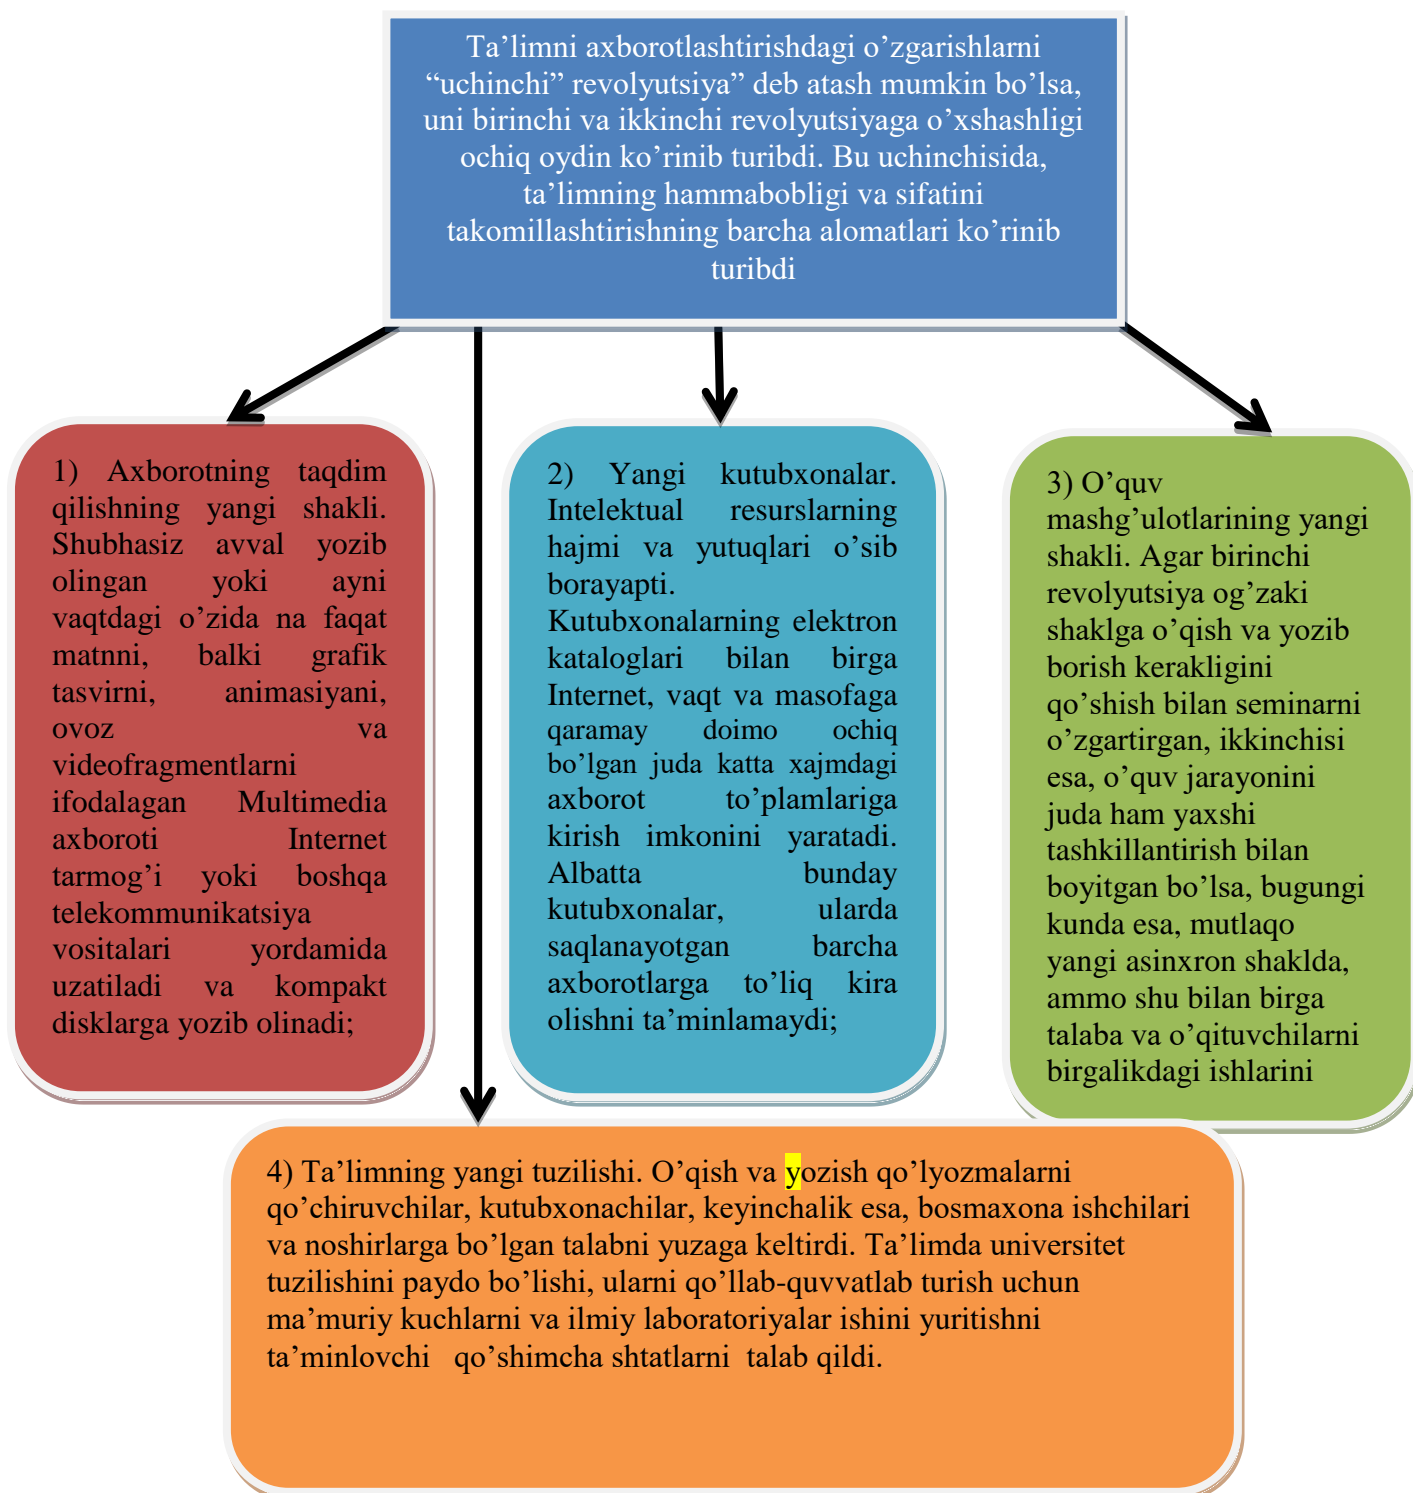 Ta’limni axborotlashtirishdagi o’zgarishlarni
“uchinchi” revolyutsiya” deb atash mumkin bo’lsa,
uni birinchi va ikkinchi revolyutsiyaga o’xshashligi
ochiq oydin ko’rinib turibdi. Bu uchinchisida,
ta’limning hammabobligi va sifatini
takomillashtirishning barcha alomatlari ko’rinib
turibdi
1) Axborotning taqdim
qilishning yangi shakli.
Shubhasiz avval yozib
olingan yoki ayni
vaqtdagi o’zida na faqat
matnni, balki grafik
tasvirni, animasiyani,
ovoz va
videofragmentlarni
ifodalagan Multimedia
axboroti Internet
tarmog’i yoki boshqa
telekommunikatsiya
vositalari yordamida
uzatiladi va kompakt
disklarga yozib olinadi;
2) Yangi kutubxonalar.
Intelektual resurslarning
hajmi va yutuqlari o’sib
borayapti.
Kutubxonalarning elektron
kataloglari bilan birga
Internet, vaqt va masofaga
qaramay doimo ochiq
bo’lgan juda katta xajmdagi
axborot to’plamlariga
kirish imkonini yaratadi.
Albatta bunday
kutubxonalar, ularda
saqlanayotgan barcha
axborotlarga to’liq kira
olishni ta’minlamaydi;
3) O’quv
mashg’ulotlarining yangi
shakli. Agar birinchi
revolyutsiya og’zaki
shaklga o’qish va yozib
borish kerakligini
qo’shish bilan seminarni
o’zgartirgan, ikkinchisi
esa, o’quv jarayonini
juda ham yaxshi
tashkillantirish bilan
boyitgan bo’lsa, bugungi
kunda esa, mutlaqo
yangi asinxron shaklda,
ammo shu bilan birga
talaba va o’qituvchilarni
birgalikdagi ishlarini
4) Ta’limning yangi tuzilishi. O’qish va yozish qo’lyozmalarni
qo’chiruvchilar, kutubxonachilar, keyinchalik esa, bosmaxona ishchilari
va noshirlarga bo’lgan talabni yuzaga keltirdi. Ta’limda universitet
tuzilishini paydo bo’lishi, ularni qo’llab-quvvatlab turish uchun
ma’muriy kuchlarni va ilmiy laboratoriyalar ishini yuritishni
ta’minlovchi qo’shimcha shtatlarni talab qildi.